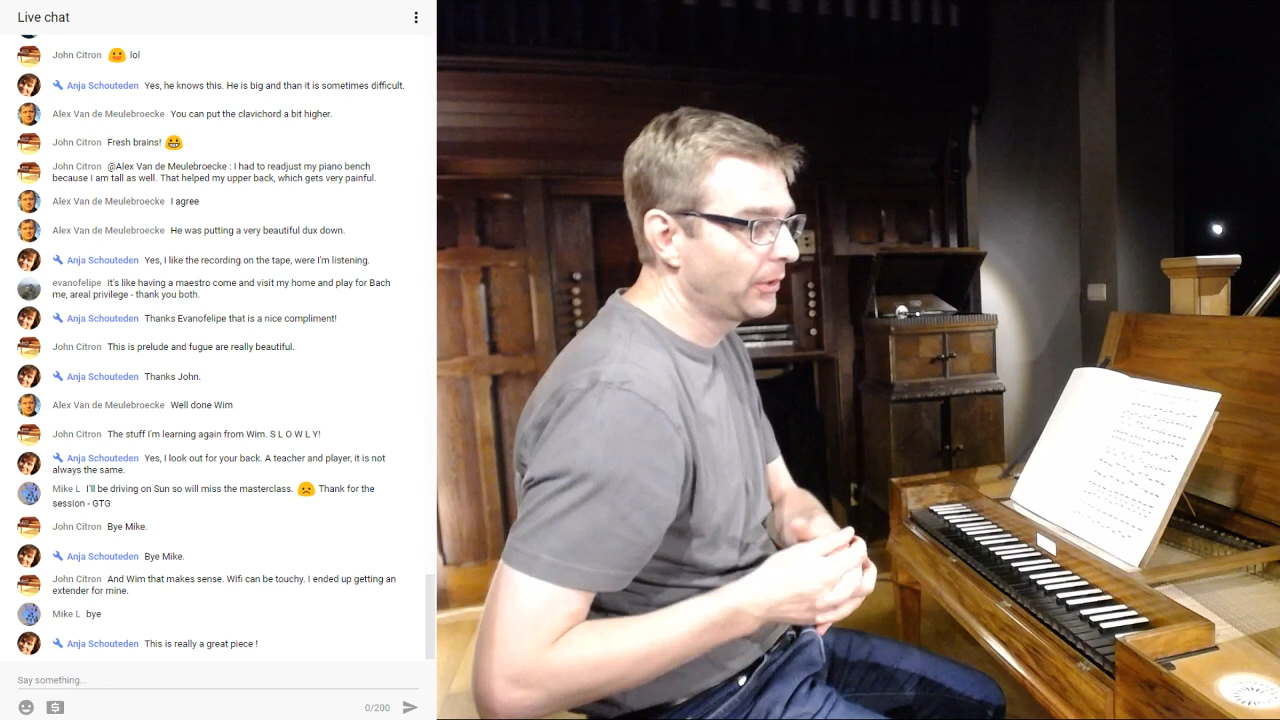 Live chat
John Citron lol
Anja Schouteden Yes, he knows this. He is big and than it is sometimes difficult.
Alex Van de Meulebroecke You can put the clavichord a bit higher.
John Citron Fresh brains!
John Citron @Alex Van de Meulebroecke : I had to readjust my piano bench
because I am tall as well. That helped my upper back, which gets very painful.
Alex Van de Meulebroecke I agree
Alex Van de Meulebroecke He was putting a very beautiful dux down.
Anja Schouteden Yes, I like the recording on the tape, were I'm listening.
evanofelipe It's like having a maestro come and visit my home and play for Bach
me, areal privilege - thank you both.
Anja Schouteden Thanks Evanofelipe that is a nice compliment!
John Citron This is prelude and fugue are really beautiful.
Anja Schouteden Thanks John.
Alex Van de Meulebroecke Well done Wim
John Citron The stuff I'm learning again from Wim. S L O W L Y!
Anja Schouteden Yes, I look out for your back. A teacher and player, it is not
always the same.
Mike L I'll be driving on Sun so will miss the masterclass. Thank for the
session - GTG
John Citron Bye Mike.
Anja Schouteden Bye Mike.
John Citron And Wim that makes sense. Wifi can be touchy. I ended up getting an
extender for mine.
Mike L bye
Anja Schouteden This is really a great piece !
Say something...
0/200